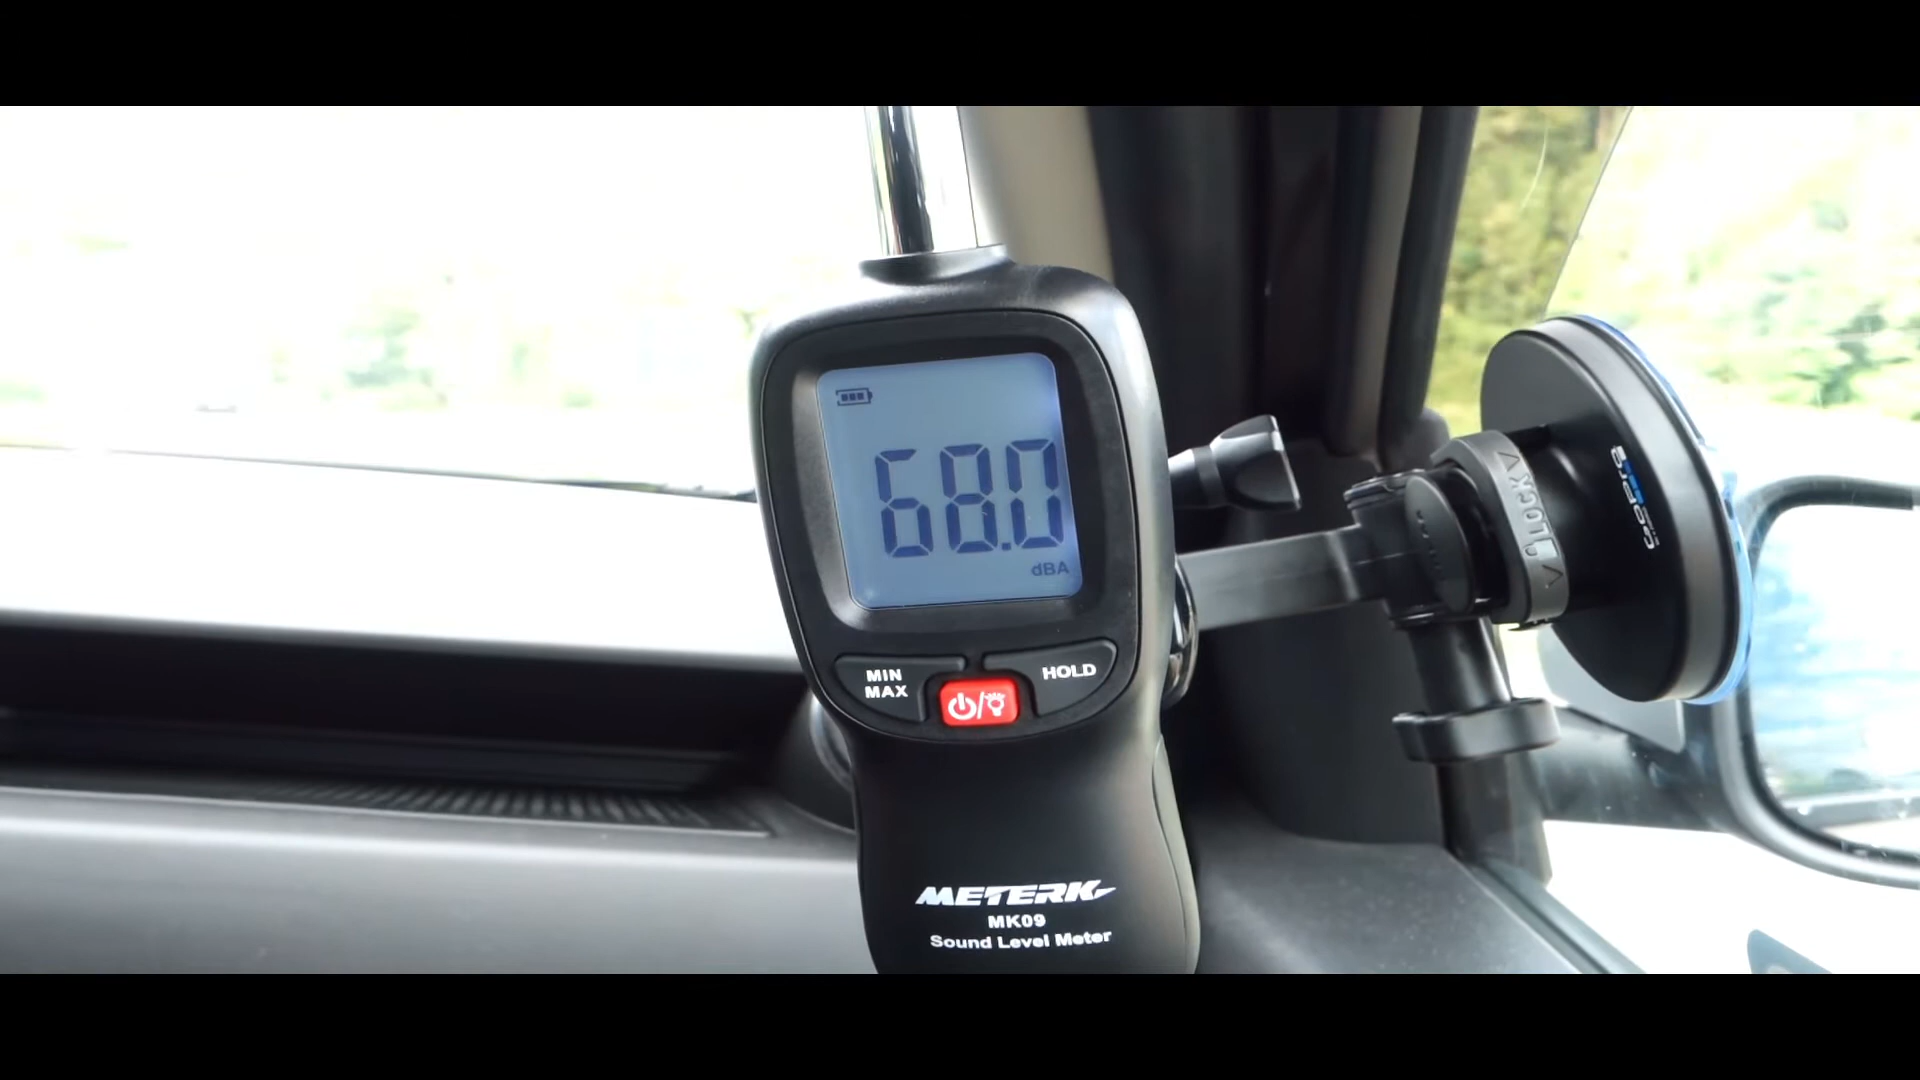 68.0
dBA
MIN
MAX
HOLD
METERK
MK09
Sound Level Meter
LOCK
GoPro